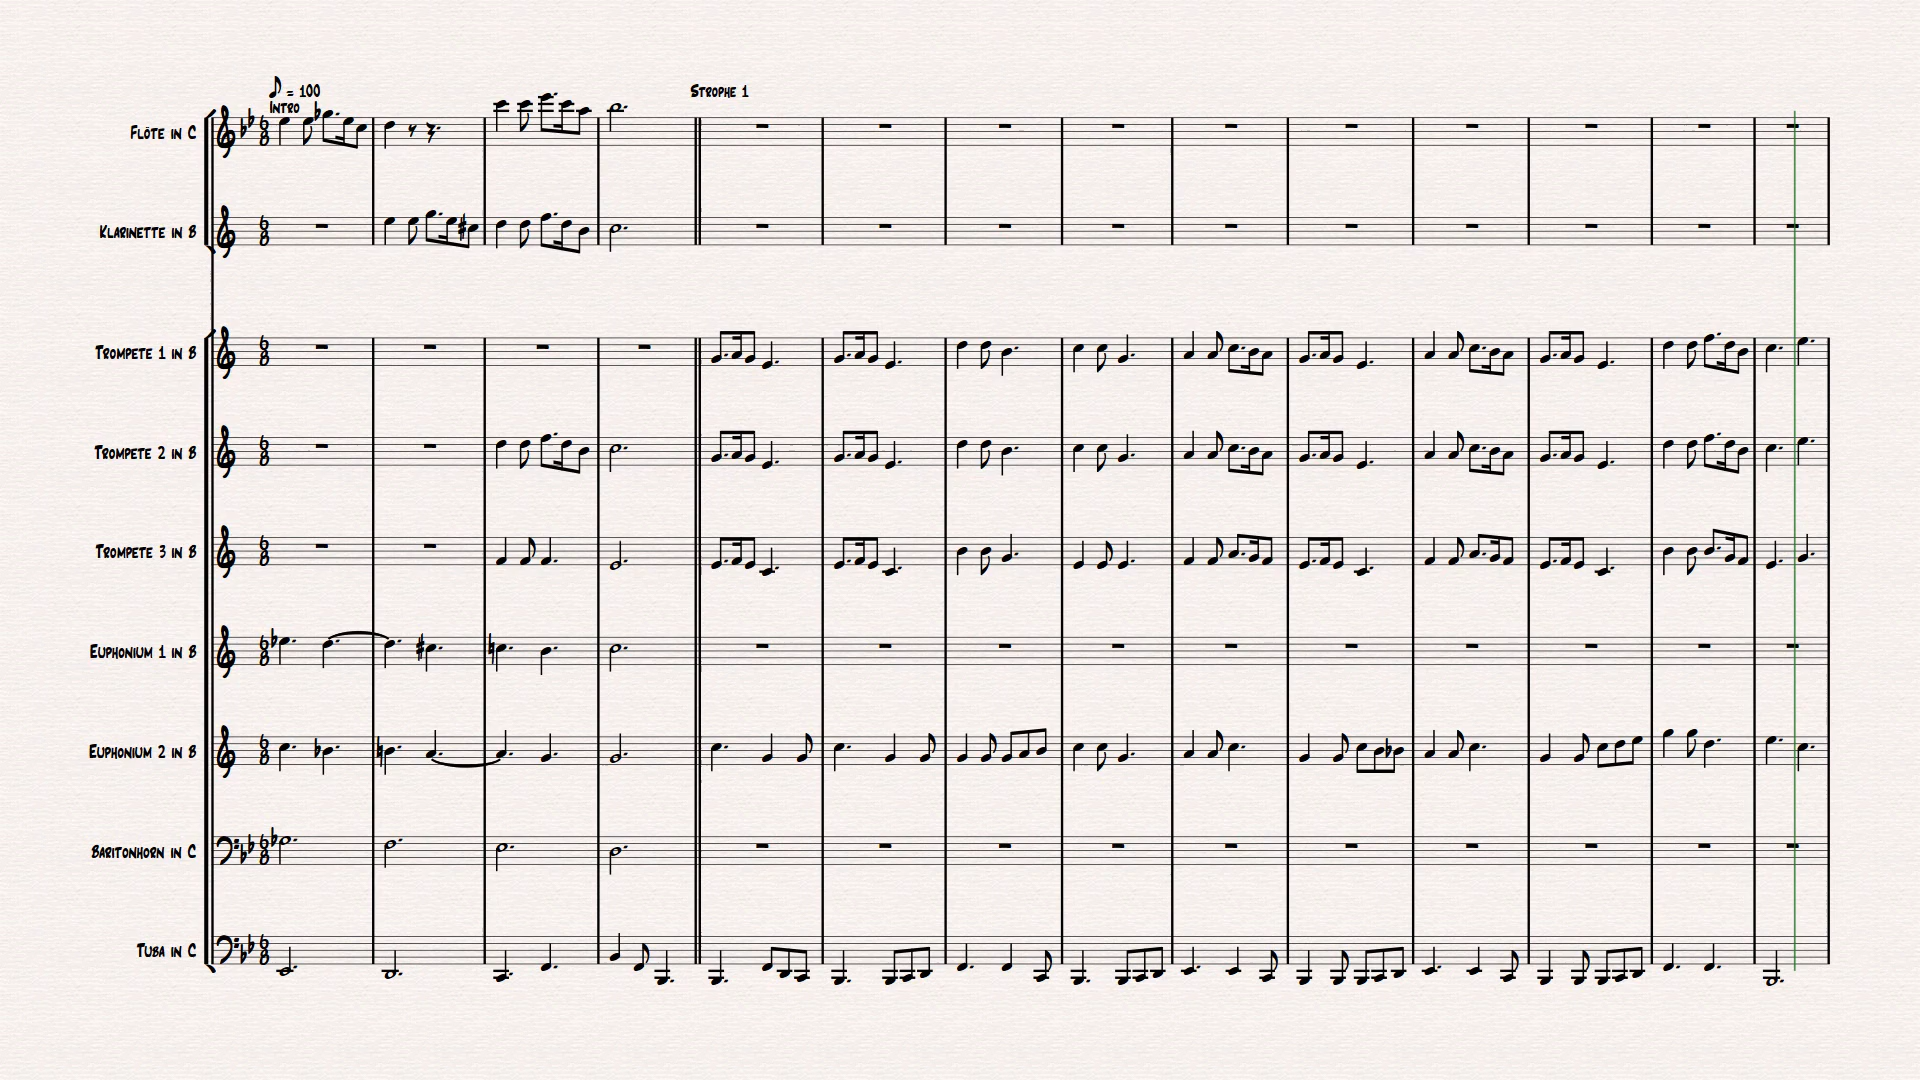 ♪ = 100
Intro
Strophe 1
Flöte in C
Klarinette in B
Trompete 1 in B
Trompete 2 in B
Trompete 3 in B
Euphonium 1 in B
Euphonium 2 in B
Baritonhorn in C
Tuba in C